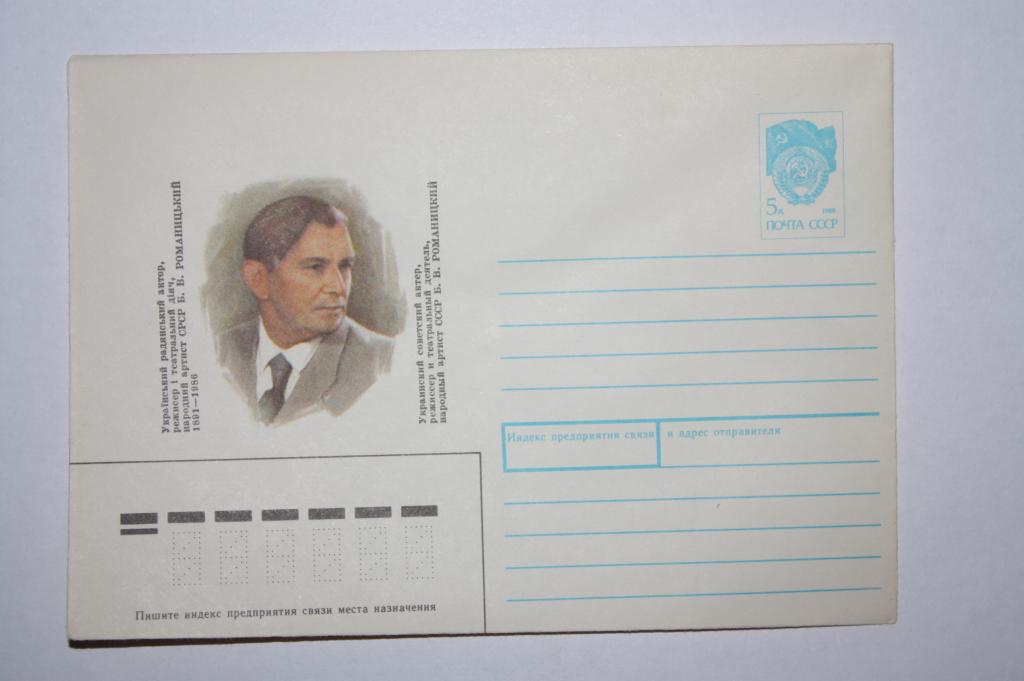 Український радянський актор,
режисер і театральний діяч,
народний артист СРСР Б. В. РОМАНИЦЬКИЙ
1891—1986
Украинский советский актер,
режиссер и театральный деятель,
народный артист СССР Б. В. РОМАНИЦКИЙ
5к
1988
ПОЧТА СССР
Индекс предприятия связи и адрес отправителя
Пишите индекс предприятия связи места назначения